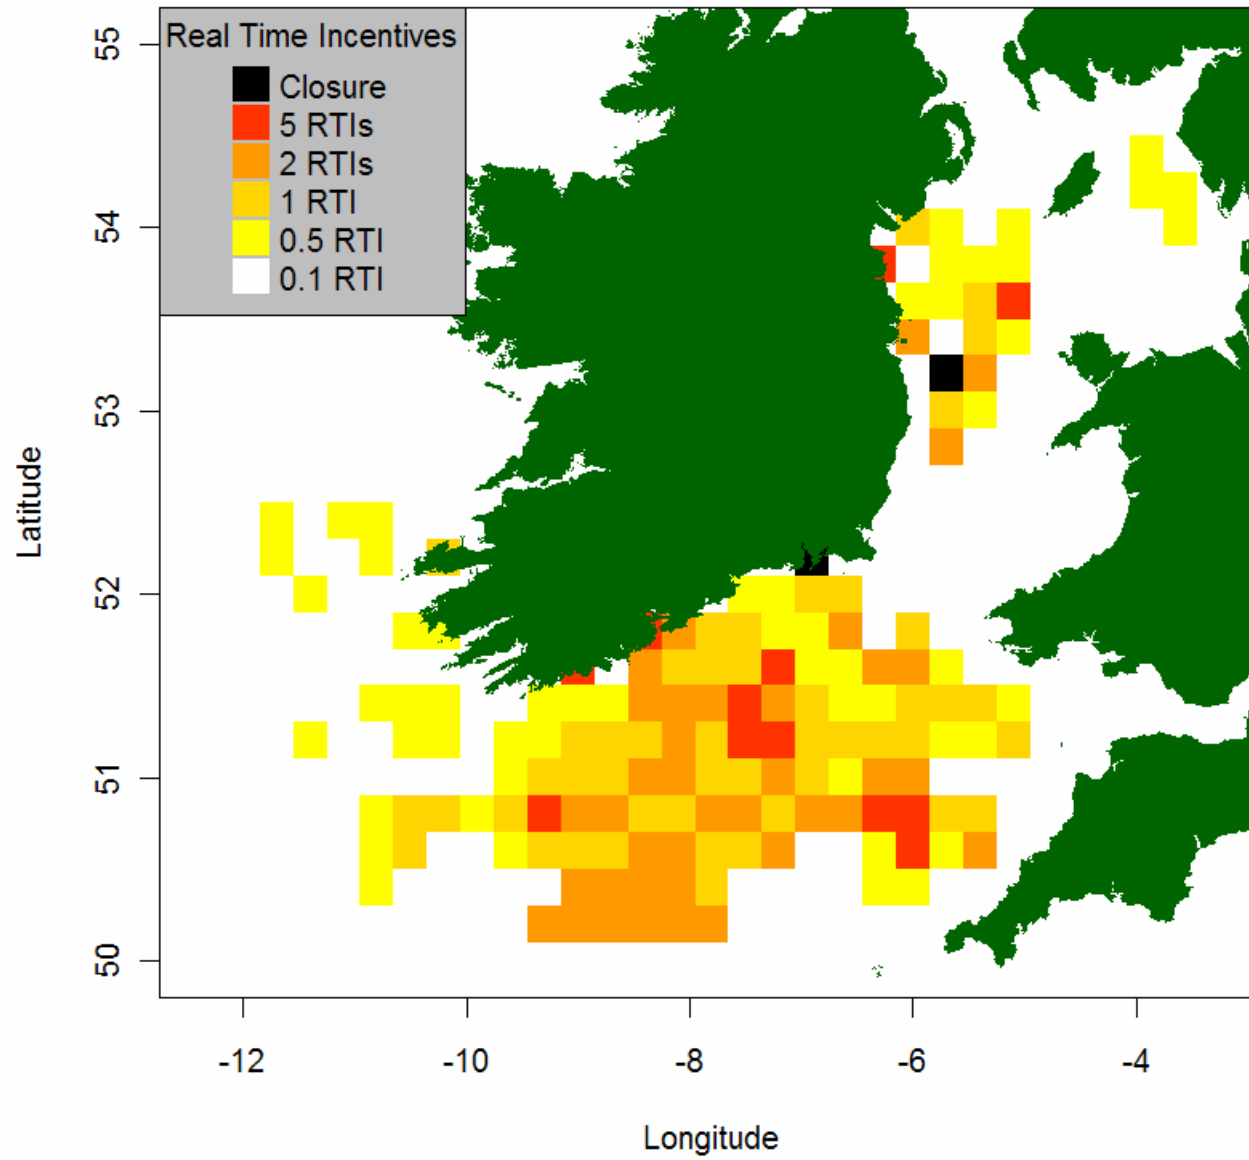 Real Time Incentives
Closure
5 RTIs
2 RTIs
1 RTI
0.5 RTI
0.1 RTI
55
54
53
52
51
50
Latitude
-12
-10
-8
-6
-4
Longitude